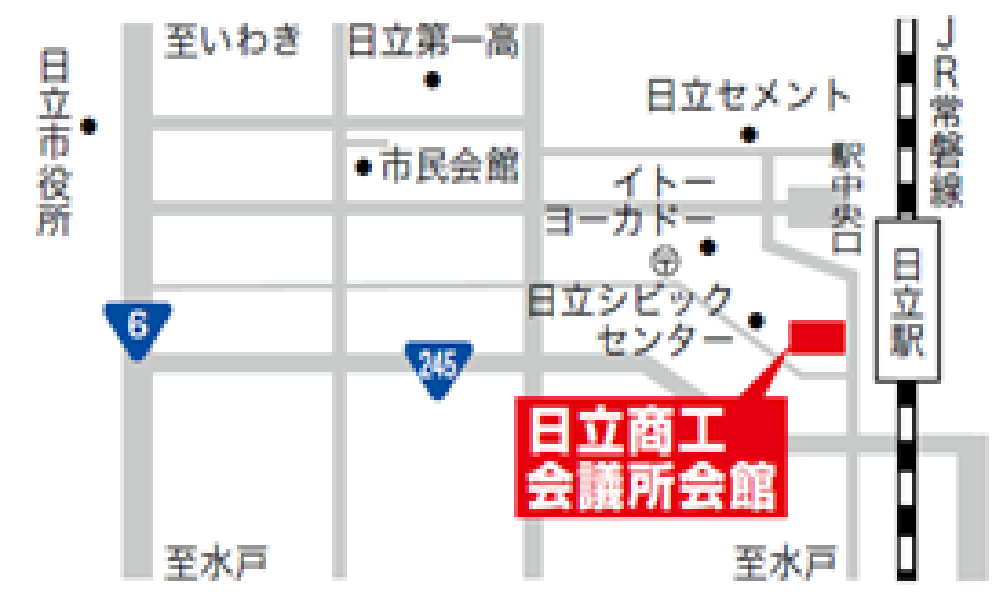 至いわき
日立第一高
日立市役所
JR常磐線
日立セメント
市民会館
駅中央口
イトー
ヨーカドー
日立シビック
センター
日立駅
6
245
日立商工
会議所会館
至水戸
至水戸